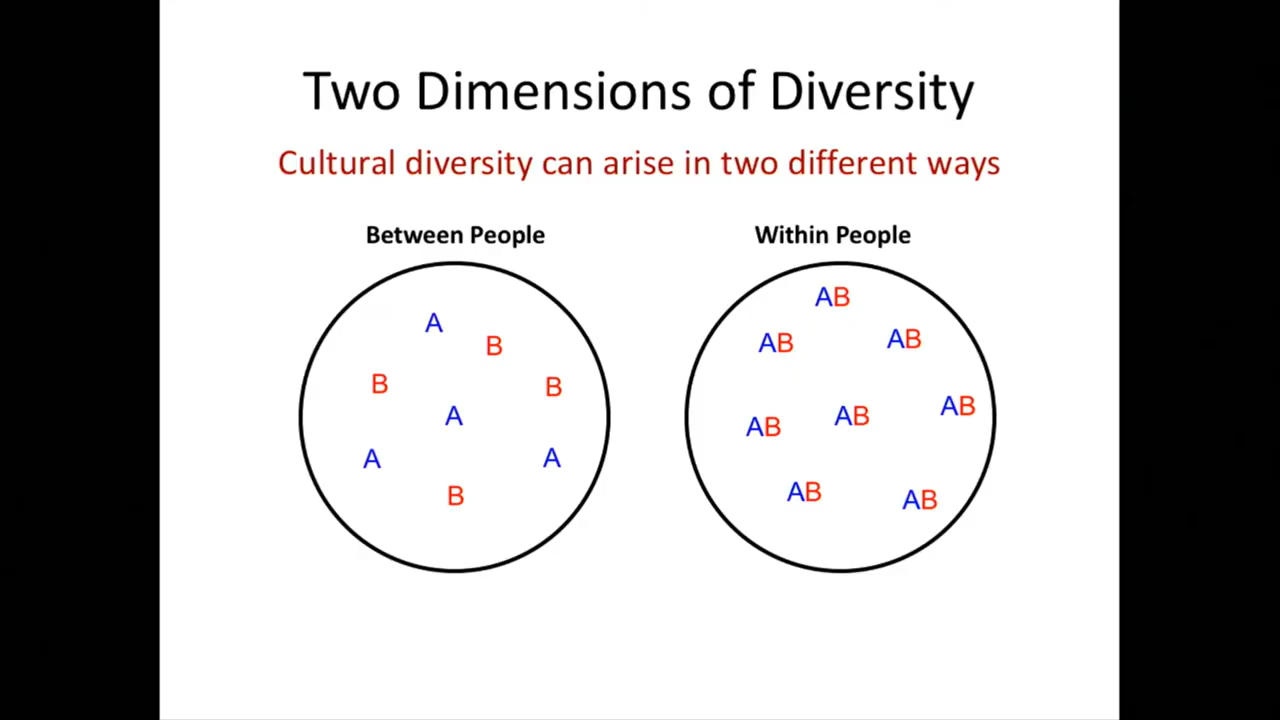 Two Dimensions of Diversity
Cultural diversity can arise in two different ways
Between People
A
B
B
B
A
A
A
B
Within People
AB
AB
AB
AB
AB
AB
AB
AB